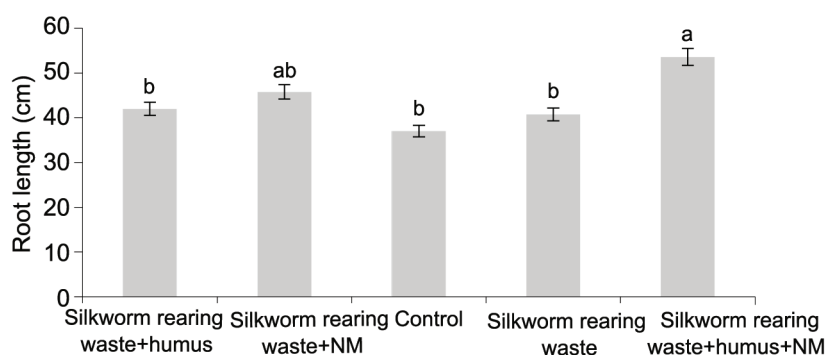 60
50
40
30
20
10
0
Root length (cm)
b
ab
b
b
a
Silkworm rearing
waste+humus
Silkworm rearing
waste+NM
Control
Silkworm rearing
waste
Silkworm rearing
waste+humus+NM